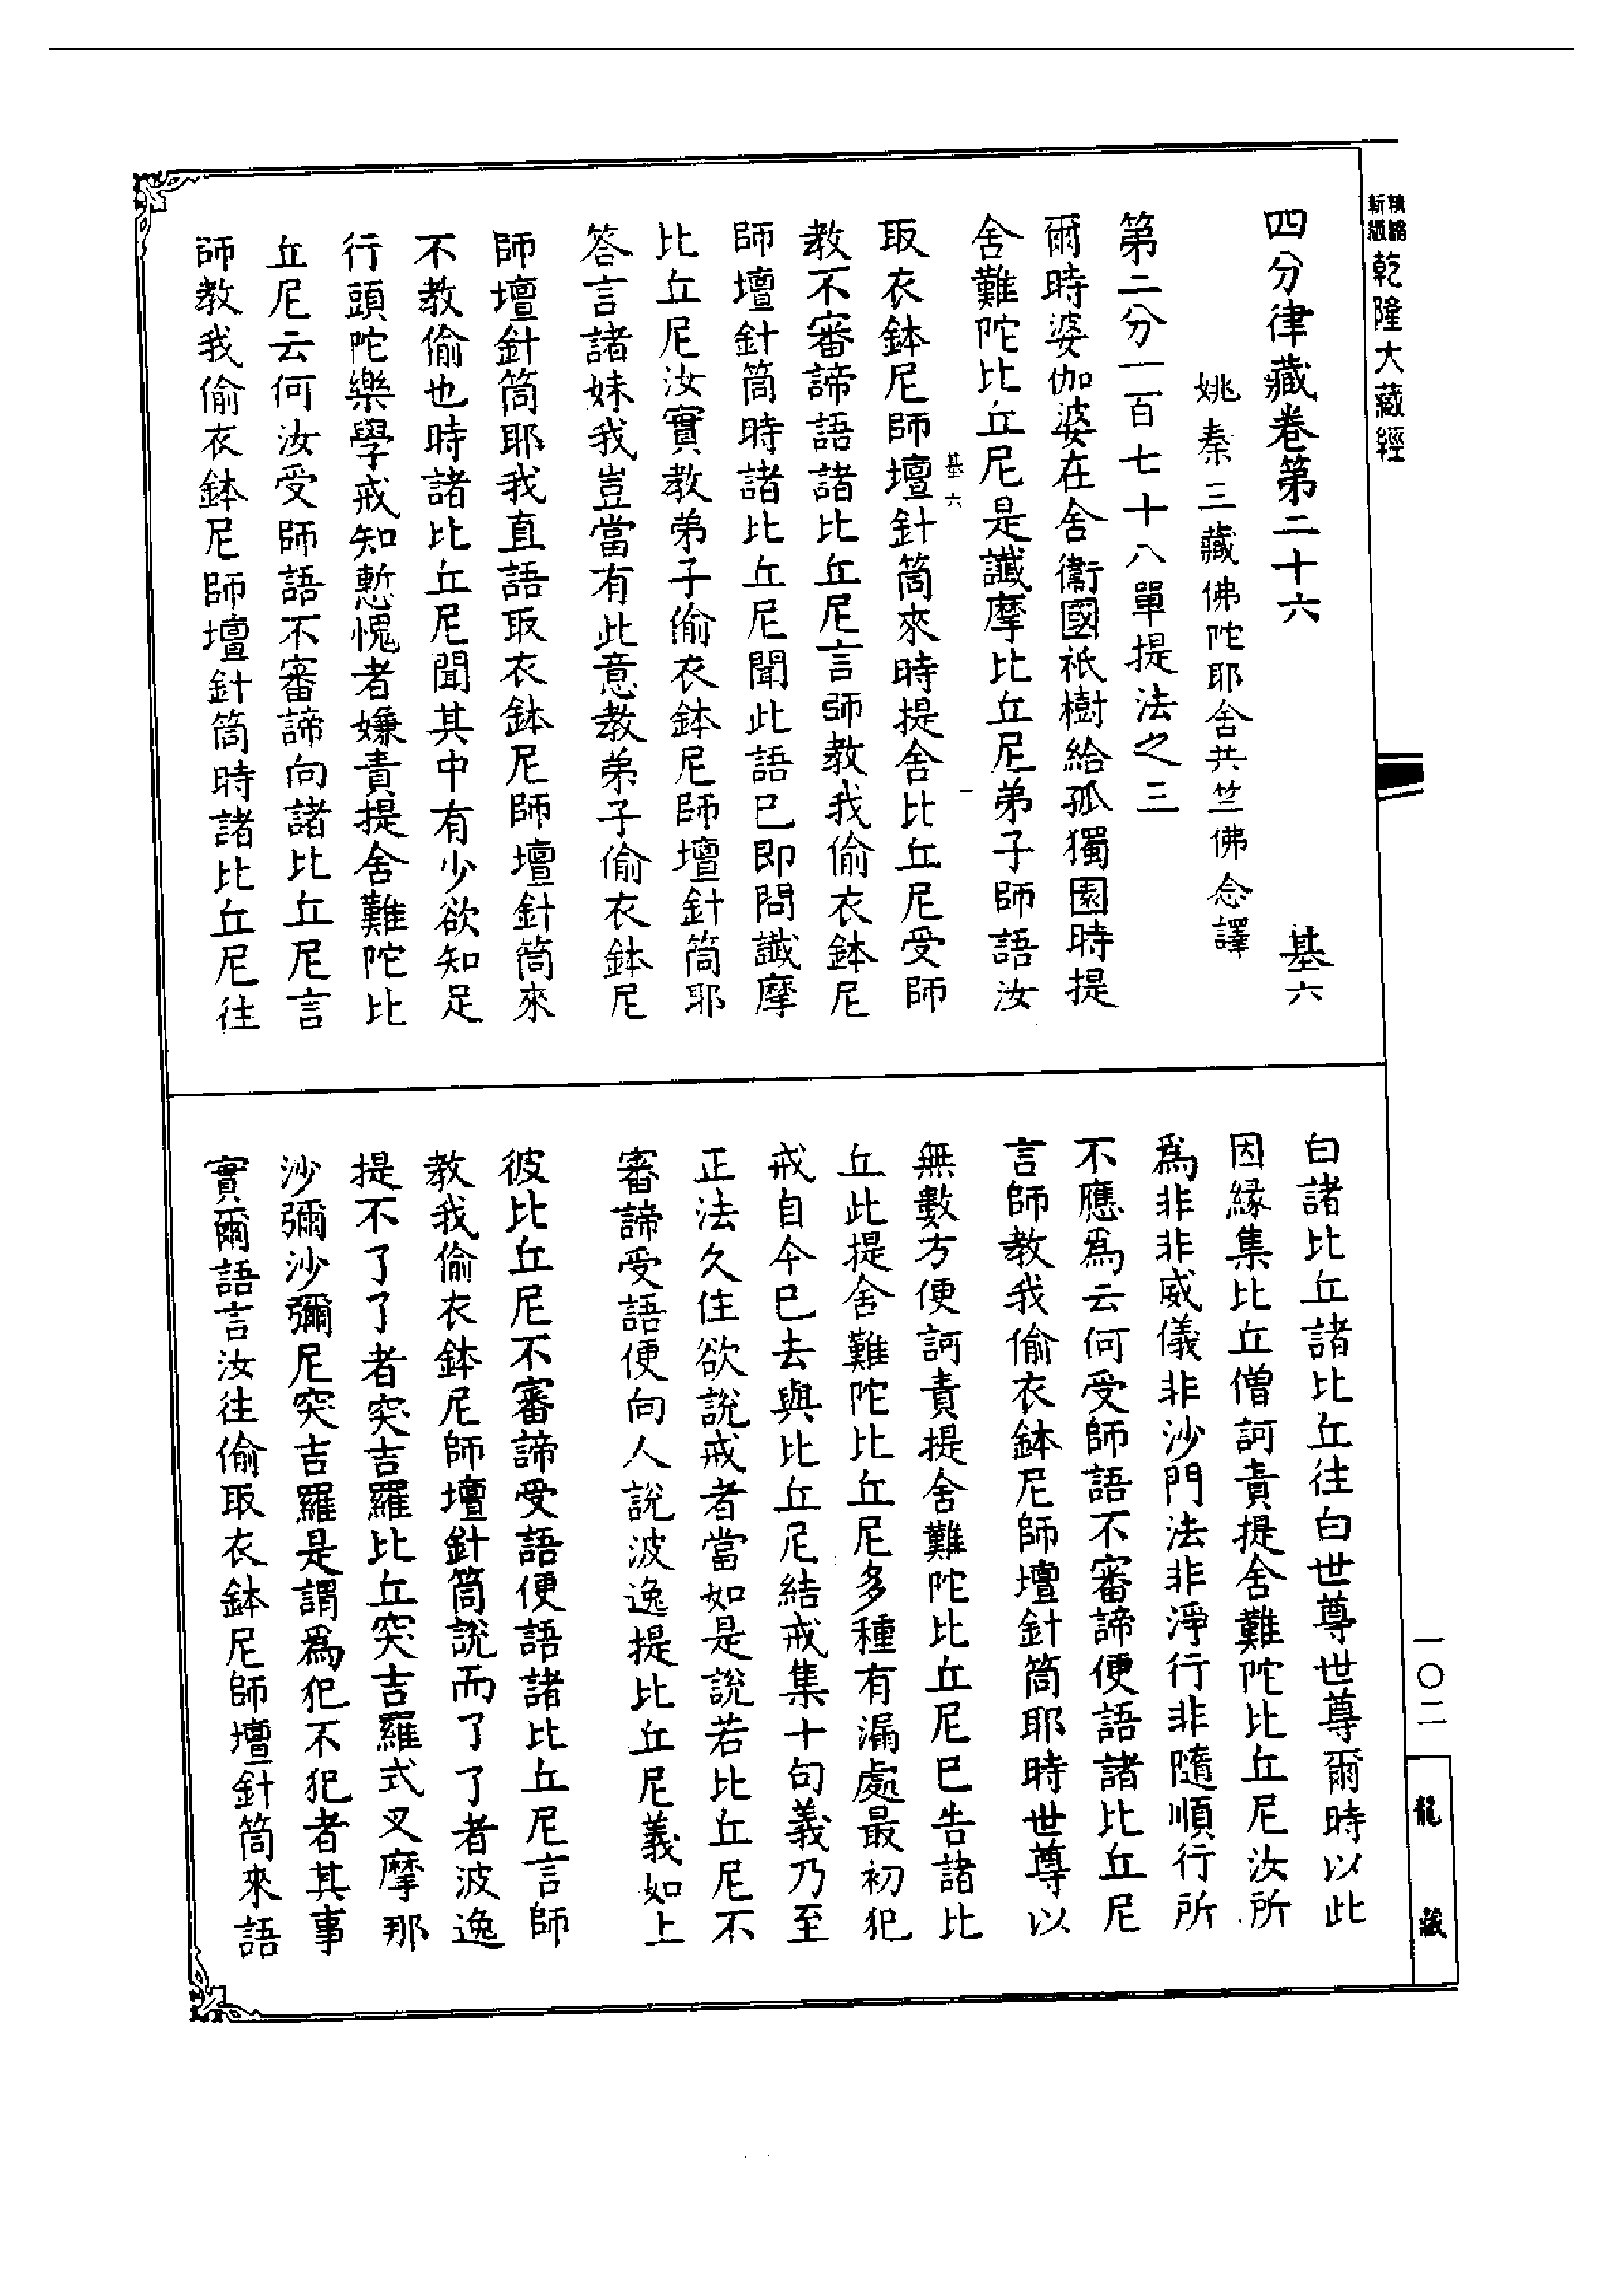 乾隆大藏經
四分律藏卷第二十六 基六
姚秦三藏佛陀耶舍共竺佛念譯
第二分一百七十八單提法之三
爾時婆伽婆在舍衞國祇樹給孤獨園時提
舍難陀比丘尼是讖摩比丘尼弟子師語汝
基六 一
取衣鉢尼師壇針筒來時提舍比丘尼受師
教不審諦語諸比丘尼言師教我偷衣鉢尼
師壇針筒時諸比丘尼聞此語已即問讖摩
比丘尼汝實教弟子偷衣鉢尼師壇針筒耶
答言諸妹我豈當有此意教弟子偷衣鉢尼
師壇針筒耶我直語取衣鉢尼師壇針筒來
不教偷也時諸比丘尼聞其中有少欲知足
行頭陀樂學戒知慙愧者嫌責提舍難陀比
丘尼云何汝受師語不審諦向諸比丘尼言
師教我偷衣鉢尼師壇針筒時諸比丘尼往
白諸比丘諸比丘往白世尊世尊爾時以此
因緣集比丘僧訶責提舍難陀比丘尼汝所
爲非非威儀非沙門法非淨行非隨順行所
不應爲云何受師語不審諦便語諸比丘尼
言師教我偷衣鉢尼師壇針筒耶時世尊以
無數方便訶責提舍難陀比丘尼已告諸比
丘此提舍難陀比丘尼多種有漏處最初犯
戒自今已去與比丘尼結戒集十句義乃至
正法久住欲說戒者當如是說若比丘尼不
審諦受語便向人說波逸提比丘尼義如上
彼比丘尼不審諦受語便語諸比丘尼言師
教我偷衣鉢尼師壇針筒說而了了者波逸
提不了了者突吉羅比丘突吉羅式叉摩那
沙彌沙彌尼突吉羅是謂爲犯不犯者其事
實爾語言汝往偷取衣鉢尼師壇針筒來語
一〇二
龍藏